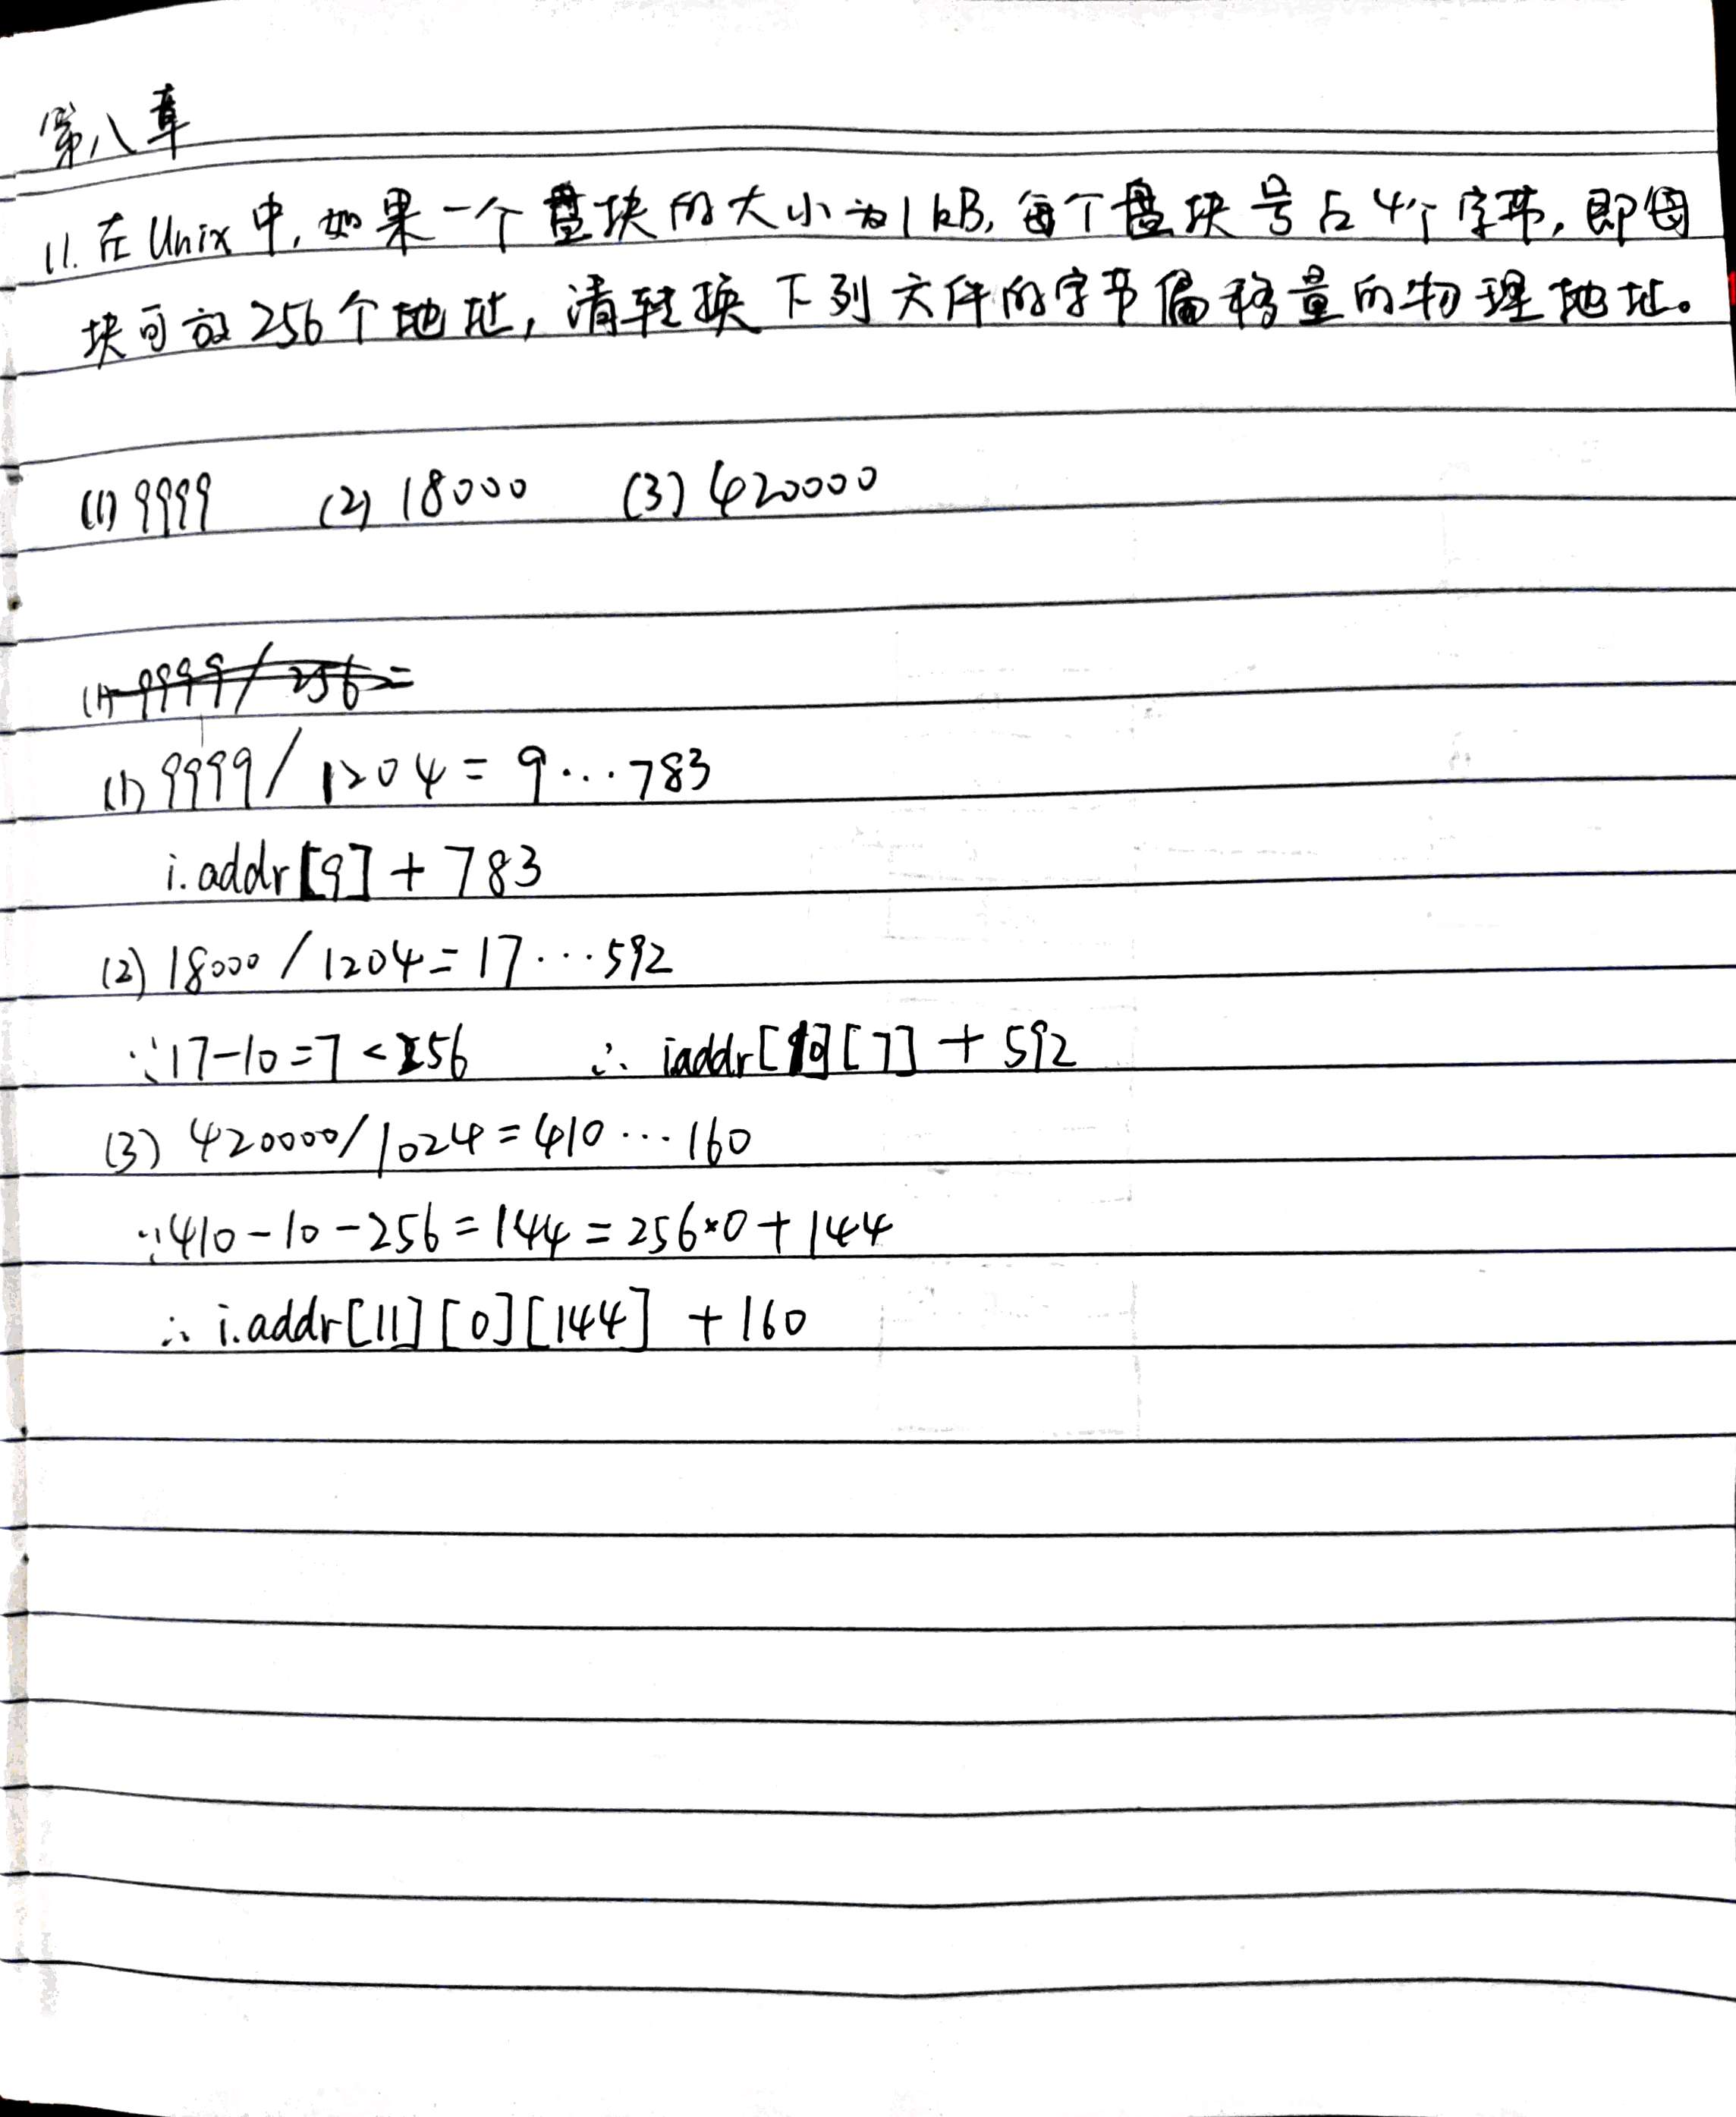 第八章
11. 在Unix中,如果一个盘块的大小为1kB,每个盘块号占4个字节,即每
块可放256个地址,请转换下列文件的字节偏移量的物理地址。
(1) 9999 (2) 18000 (3) 420000
(1) 9999/256=
(1) 9999/1204=9…783
i.addr[9]+783
(2) 18000/1204=17…592
∵17-10=7<256 ∴ iaddr[10][7]+592
(3) 420000/1024=410…160
∵410-10-256=144=256*0+144
∴ i.addr[11][0][144] +160